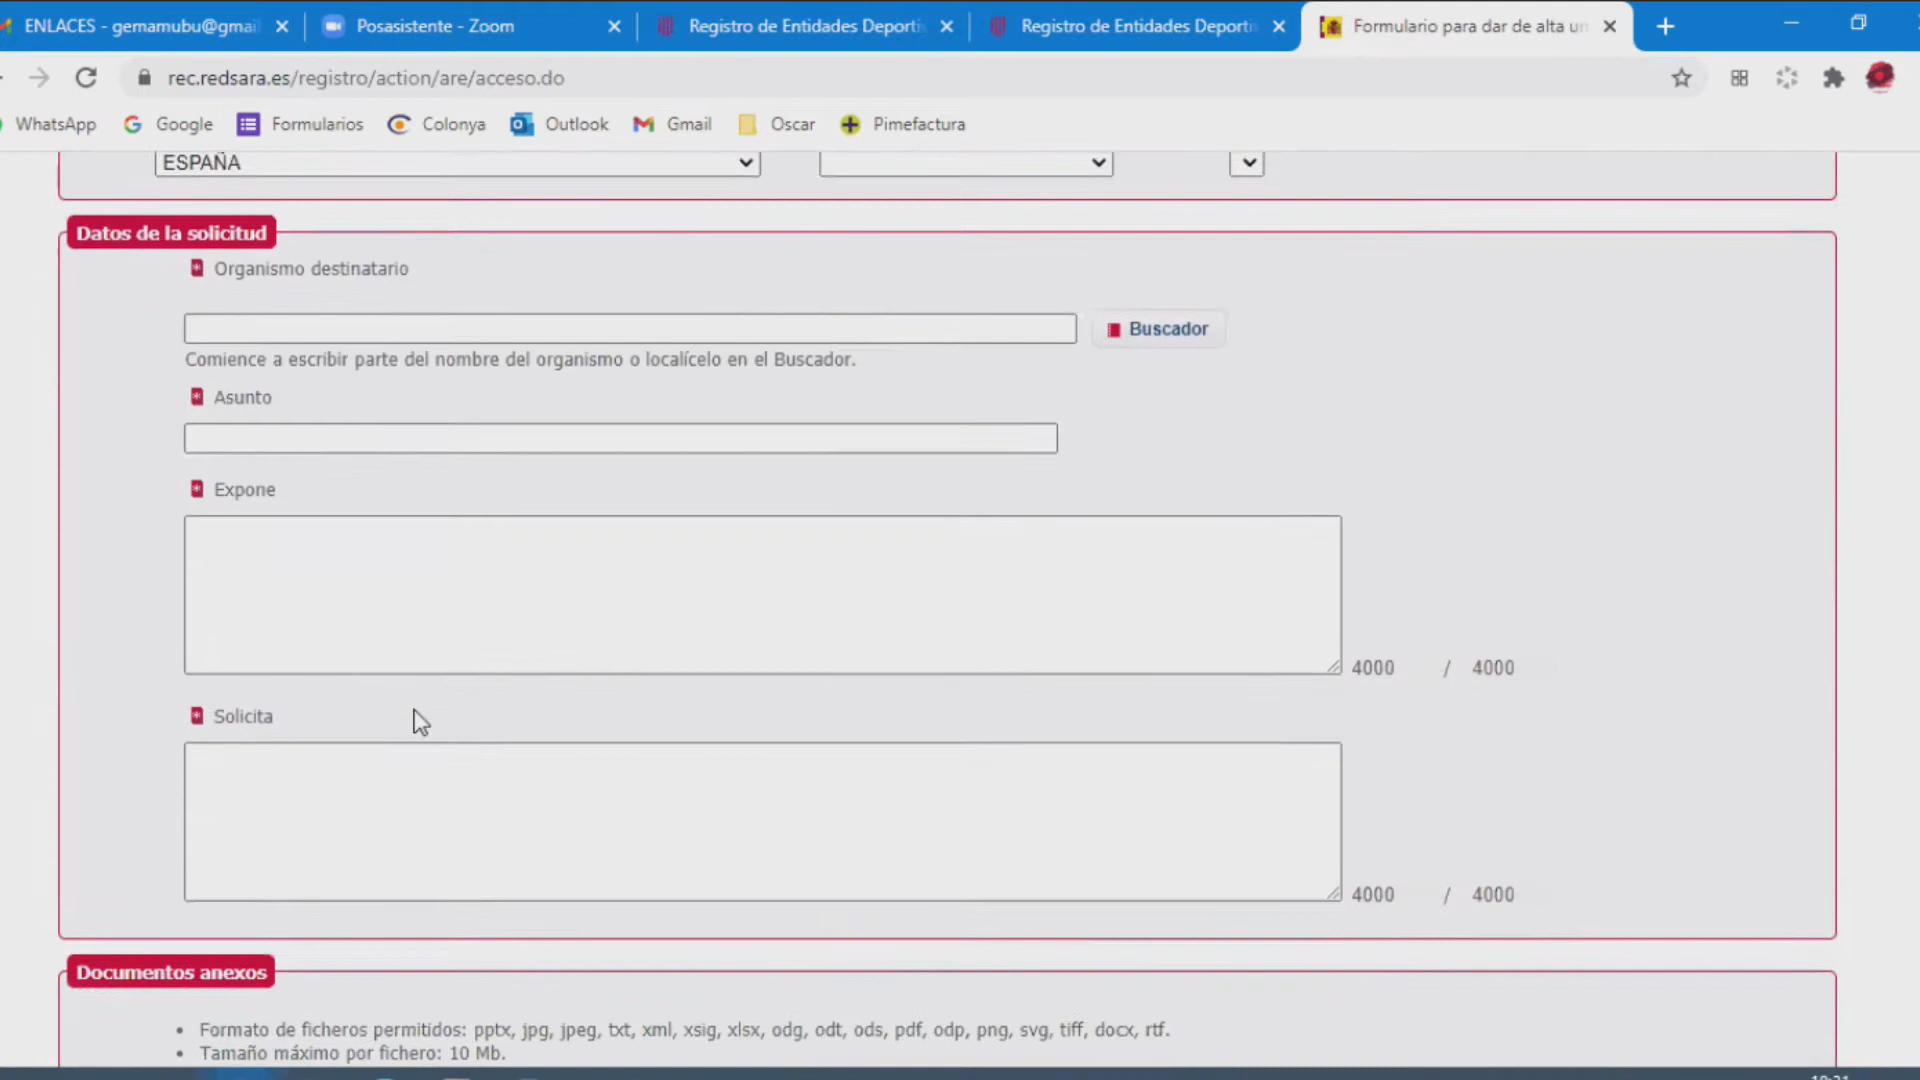 ENLACES - gemamubu@gmai
Posasistente - Zoom
Registro de Entidades Deporti
Registro de Entidades Deporti
Formulario para dar de alta un
rec.redsara.es/registro/action/are/acceso.do
WhatsApp
Google
Formularios
Colonya
Outlook
Gmail
Oscar
Pimefactura
ESPAÑA
Datos de la solicitud
* Organismo destinatario
Buscador
Comience a escribir parte del nombre del organismo o localícelo en el Buscador.
* Asunto
* Expone
4000 / 4000
* Solicita
4000 / 4000
Documentos anexos
• Formato de ficheros permitidos: pptx, jpg, jpeg, txt, xml, xsig, xlsx, odg, odt, ods, pdf, odp, png, svg, tiff, docx, rtf.
• Tamaño máximo por fichero: 10 Mb.